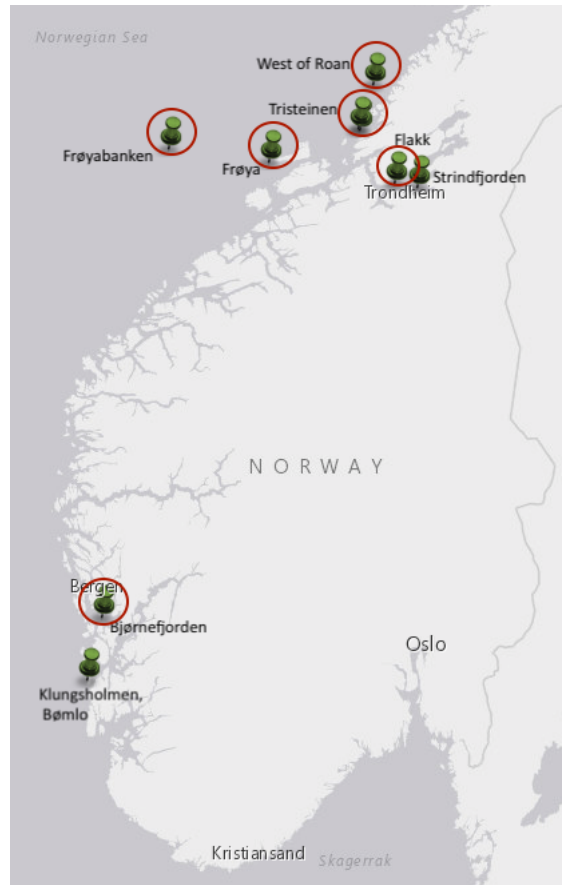 Norwegian Sea
West of Roan
Tristeinen
Flakk
Frøyabanken
Frøya
Strindfjorden
Trondheim
NORWAY
Bergen
Bjørnefjorden
Oslo
Klungsholmen,
Bømlo
Kristiansand
Skagerrak